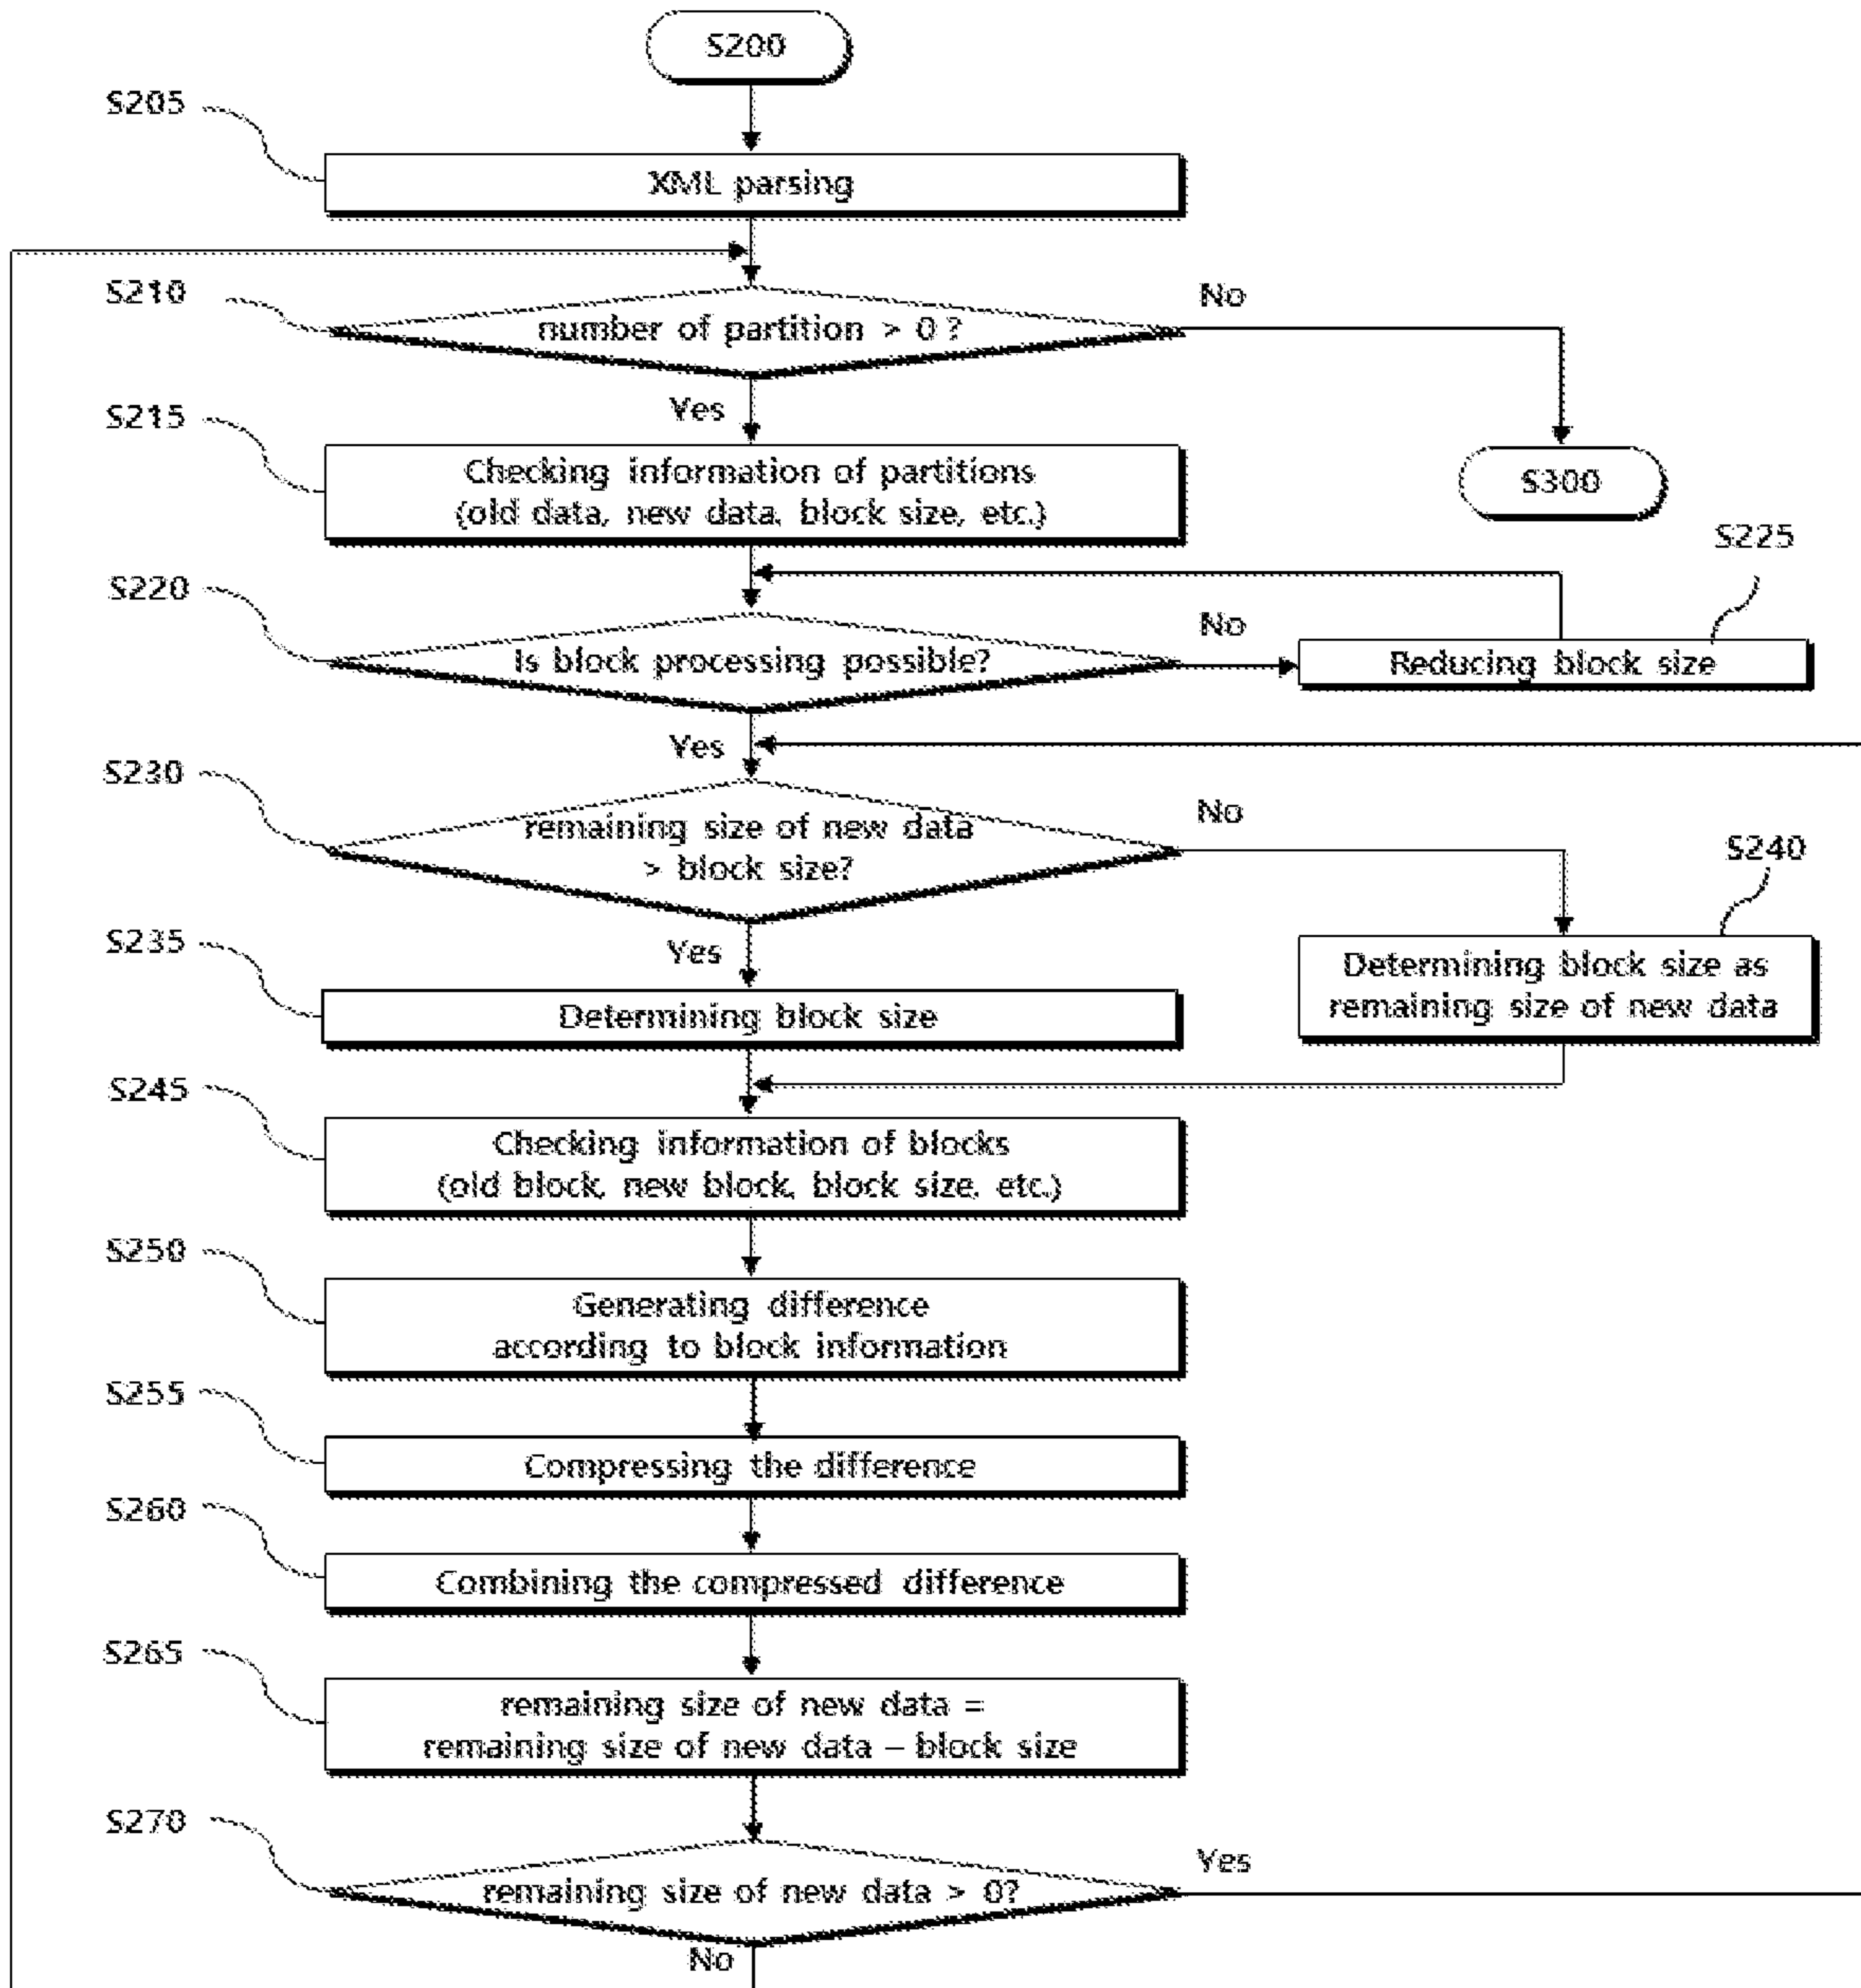 S200
S205
XML parsing
S210
number of partition > 0 ?
No
Yes
S215
Checking information of partitions
(old data, new data, block size, etc.)
S300
S225
S220
Is block processing possible?
No
Reducing block size
Yes
S230
remaining size of new data
> block size?
No
S240
Yes
S235
Determining block size
Determining block size as
remaining size of new data
S245
Checking information of blocks
(old block, new block, block size, etc.)
S250
Generating difference
according to block information
S255
Compressing the difference
S260
Combining the compressed difference
S265
remaining size of new data =
remaining size of new data – block size
S270
remaining size of new data > 0?
Yes
No